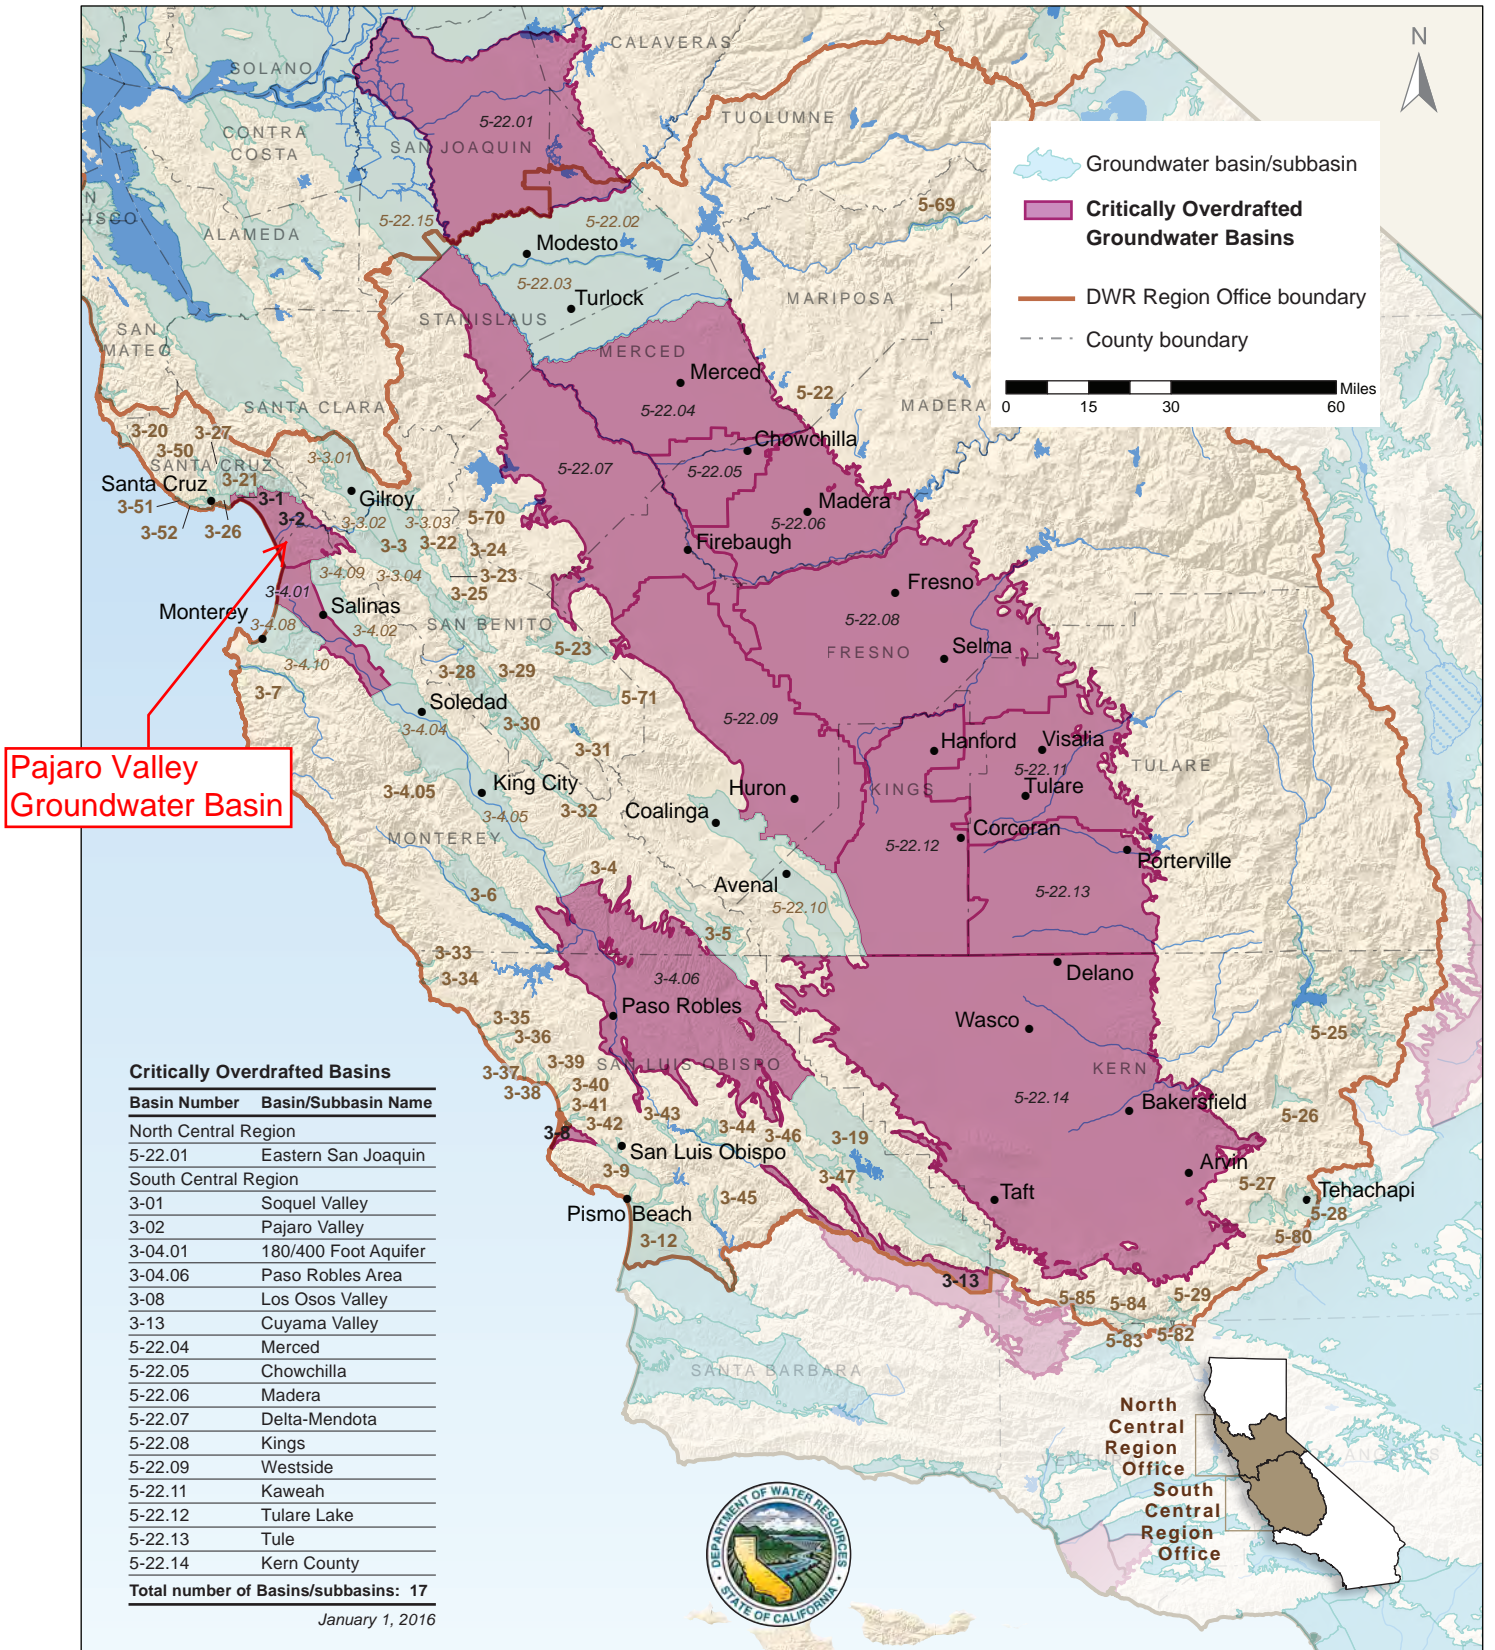 CALAVERAS
N
SOLANO
TUOLUMNE
CONTRA
COSTA
5-22.01
SAN JOAQUIN
Groundwater basin/subbasin
Critically Overdrafted
Groundwater Basins
DWR Region Office boundary
County boundary
Miles
0 15 30 60
N
ISCO
ALAMEDA
5-22.15
5-22.02
5-69
Modesto
5-22.03
Turlock
MARIPOSA
STANISLAUS
SAN
MATEO
MERCED
Merced
5-22
5-22.04
MADERA
SANTA CLARA
3-20
3-27
3-50
Chowchilla
3-3.01
SANTA CRUZ
5-22.07
5-22.05
3-21
Santa Cruz
3-1
Gilroy
3-51
Madera
3-2
3-3.02
3-3.03
5-70
5-22.06
3-52
3-26
3-3
3-22
Firebaugh
3-24
3-4.09
3-3.04
3-23
Fresno
3-4.01
3-25
Monterey
Salinas
3-4.08
3-4.02
SAN BENITO
5-22.08
5-23
FRESNO
Selma
3-4.10
3-28
3-29
3-7
5-71
Soledad
5-22.09
3-4.04
3-30
Hanford
Visalia
3-31
5-22.11
TULARE
Pajaro Valley
Groundwater Basin
King City
Huron
KINGS
Tulare
3-4.05
3-4.05
3-32
Coalinga
Corcoran
MONTEREY
5-22.12
Porterville
3-4
Avenal
5-22.13
3-6
5-22.10
3-5
3-33
Delano
3-34
3-4.06
Paso Robles
Wasco
3-35
5-25
3-36
3-39
SAN LUIS OBISPO
3-37
KERN
3-38
3-40
5-22.14
3-41
3-43
Bakersfield
5-26
3-42
3-44
3-46
3-19
3-8
San Luis Obispo
3-9
3-47
Arvin
5-27
3-45
Taft
Tehachapi
Pismo Beach
5-28
5-80
3-12
3-13
5-85
5-84
5-29
5-83
5-82
SANTA BARBARA
Critically Overdrafted Basins
Basin Number Basin/Subbasin Name
North Central Region
5-22.01 Eastern San Joaquin
South Central Region
3-01 Soquel Valley
3-02 Pajaro Valley
3-04.01 180/400 Foot Aquifer
3-04.06 Paso Robles Area
3-08 Los Osos Valley
3-13 Cuyama Valley
5-22.04 Merced
5-22.05 Chowchilla
5-22.06 Madera
5-22.07 Delta-Mendota
5-22.08 Kings
5-22.09 Westside
5-22.11 Kaweah
5-22.12 Tulare Lake
5-22.13 Tule
5-22.14 Kern County
Total number of Basins/subbasins: 17
January 1, 2016
DEPARTMENT OF WATER RESOURCES
STATE OF CALIFORNIA
North
Central
Region
Office
South
Central
Region
Office